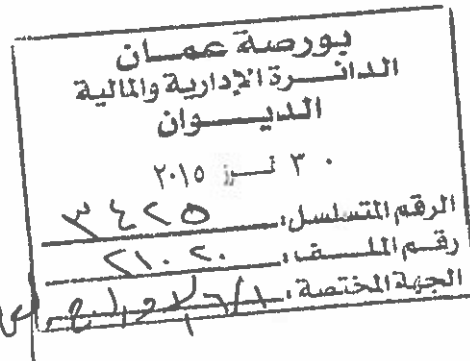 بورصة عمان
الدائرة الإدارية والمالية
الديوان
٣٠ تموز ٢٠١٥
الرقم المتسلسل: ٣٤٢٥
رقم الملف: ٢١٠٢٠
الجهة المختصة: